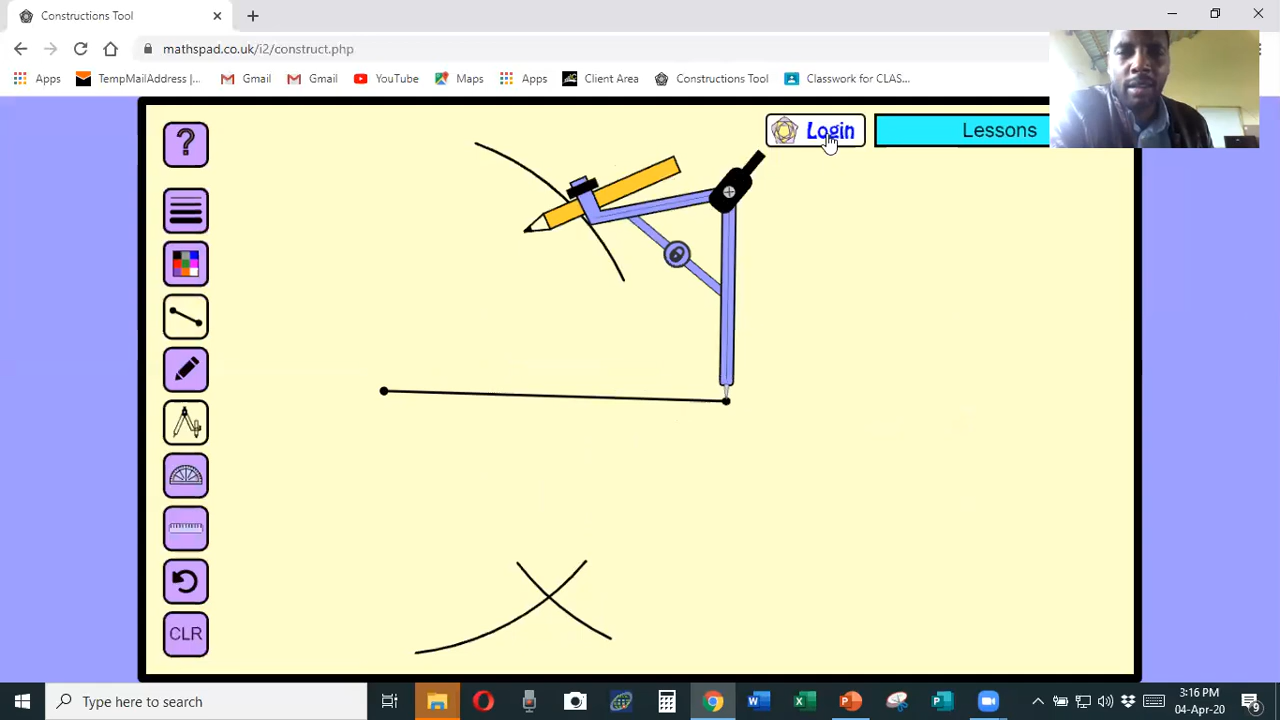 Constructions Tool
mathspad.co.uk/i2/construct.php
Apps
TempMailAddress |...
Gmail
Gmail
YouTube
Maps
Apps
Client Area
Constructions Tool
Classwork for CLAS...
?
Login
Lessons
CLR
Type here to search
3:16 PM
04-Apr-20
9